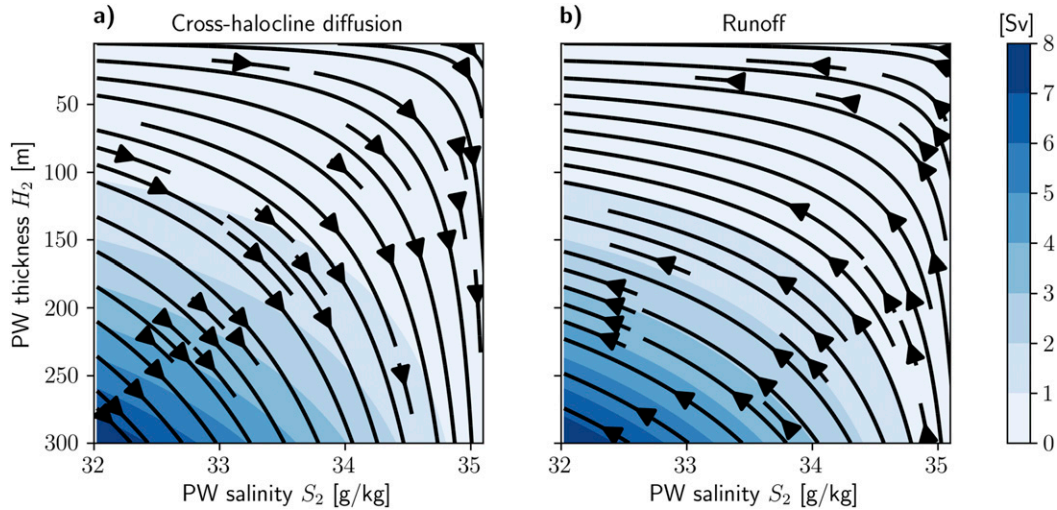 a) Cross-halocline diffusion
b) Runoff
[Sv]
PW thickness H₂ [m]
50
100
150
200
250
300
32 33 34 35
PW salinity S₂ [g/kg]
32 33 34 35
PW salinity S₂ [g/kg]
8
7
6
5
4
3
2
1
0